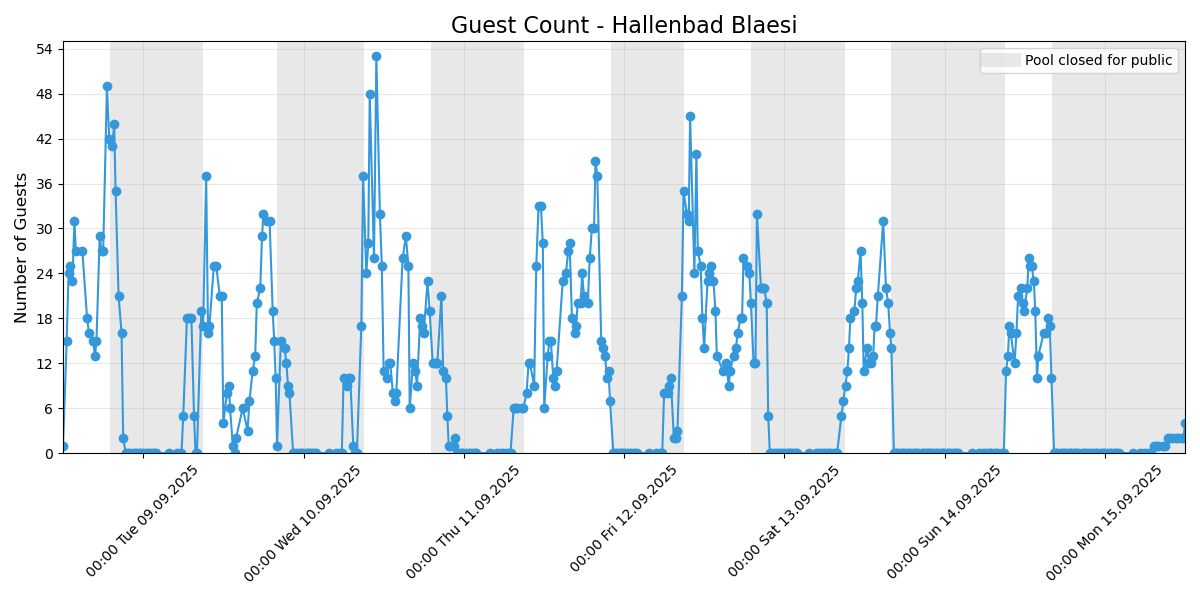 Guest Count - Hallenbad Blaesi
Pool closed for public
Number of Guests
54
48
42
36
30
24
18
12
6
0
00:00 Tue 09.09.2025
00:00 Wed 10.09.2025
00:00 Thu 11.09.2025
00:00 Fri 12.09.2025
00:00 Sat 13.09.2025
00:00 Sun 14.09.2025
00:00 Mon 15.09.2025